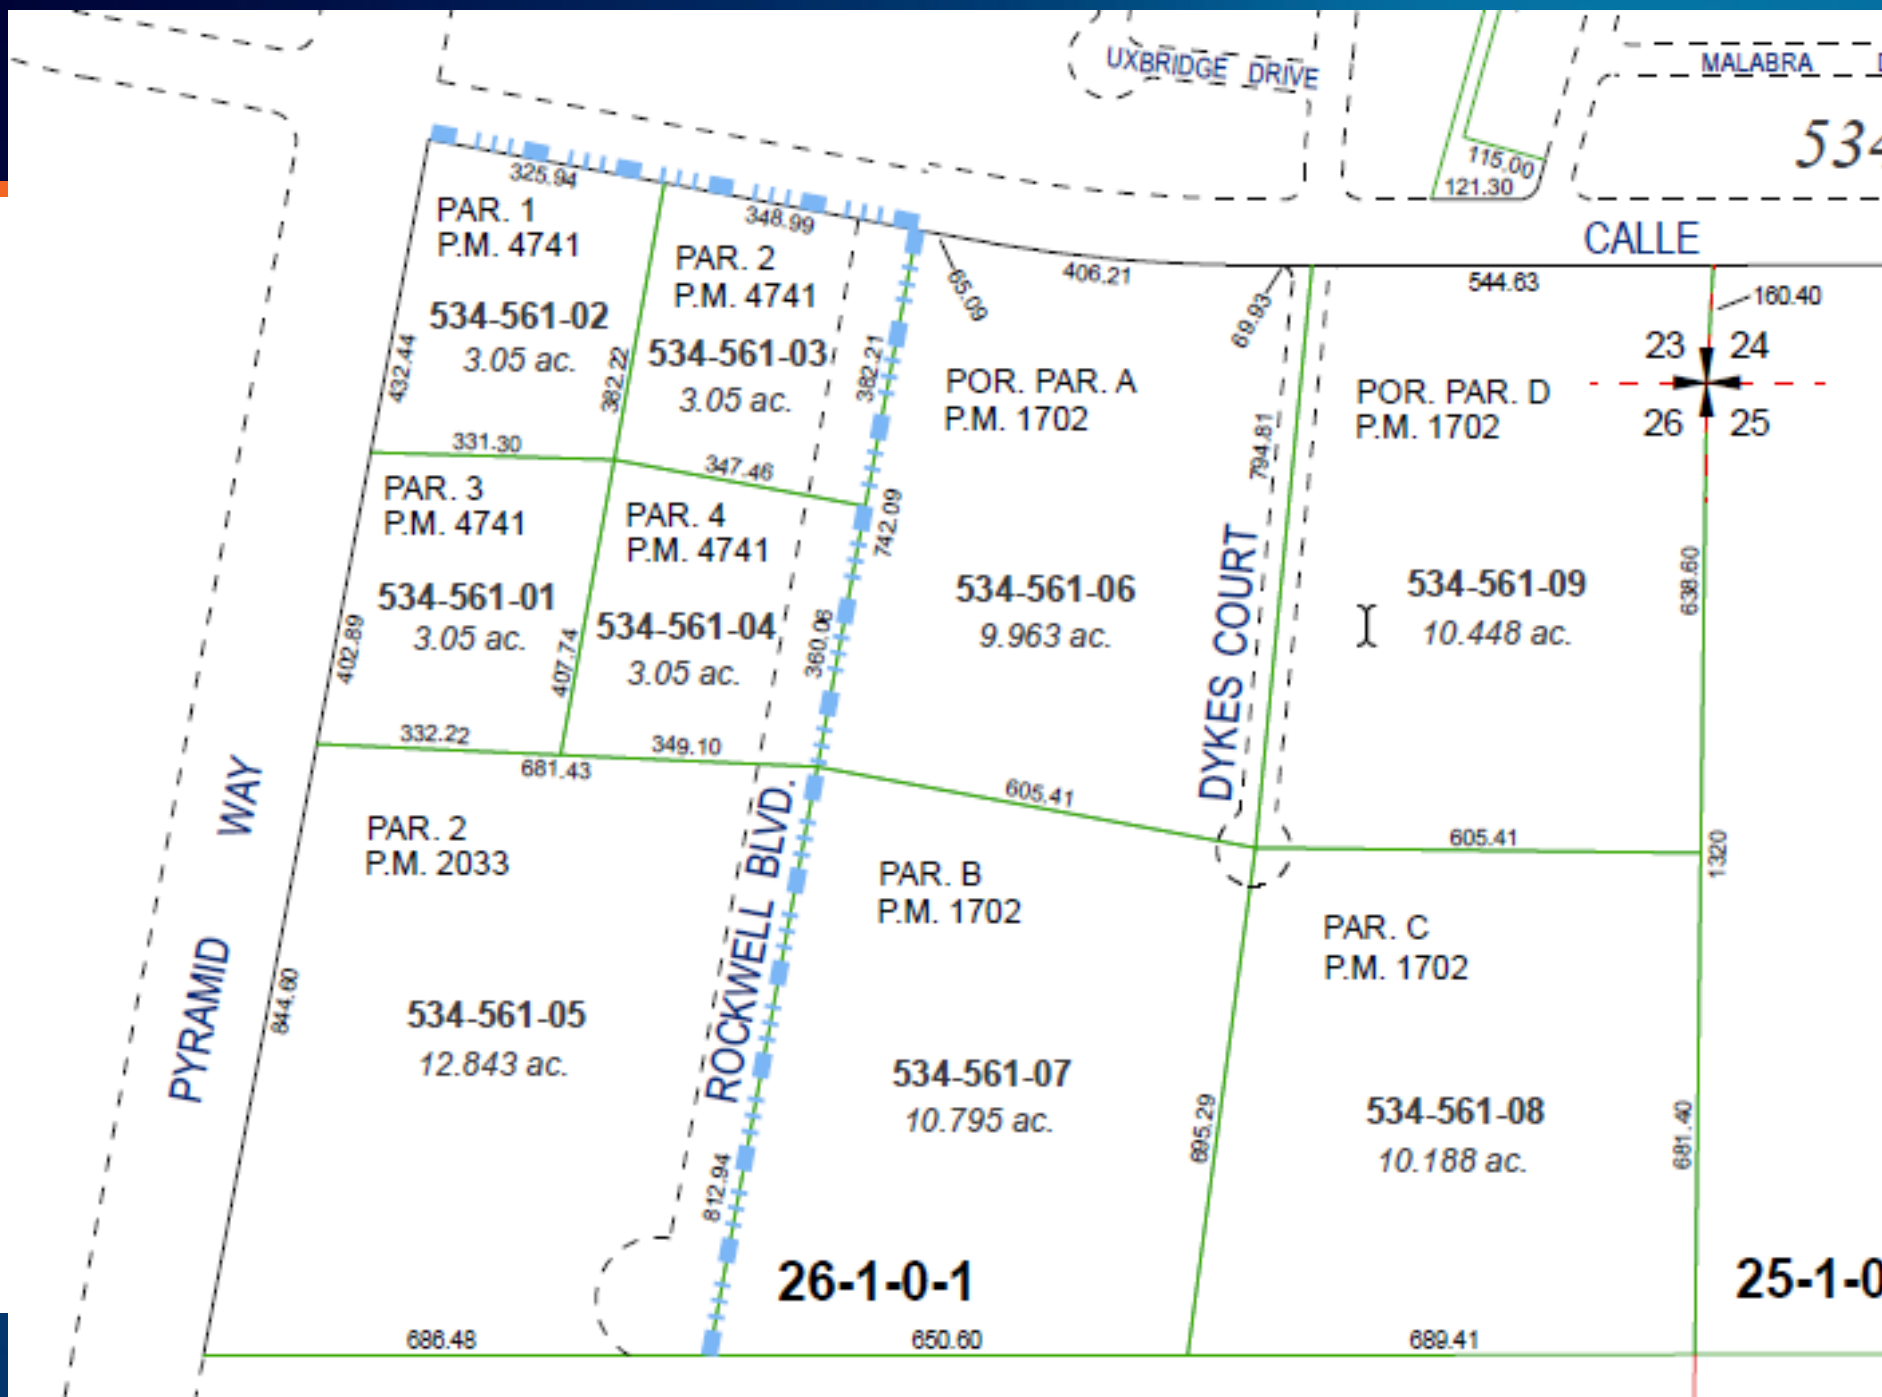 UXBRIDGE DRIVE
MALABRA
534
115.00
121.30
CALLE
325.94
PAR. 1
P.M. 4741
534-561-02
3.05 ac.
432.44
348.99
PAR. 2
P.M. 4741
534-561-03
3.05 ac.
382.22
382.21
65.09
406.21
69.93
544.63
160.40
23 24
26 25
POR. PAR. A
P.M. 1702
POR. PAR. D
P.M. 1702
794.81
331.30
347.46
PAR. 3
P.M. 4741
534-561-01
3.05 ac.
402.89
PAR. 4
P.M. 4741
534-561-04
3.05 ac.
407.74
360.06
742.09
534-561-06
9.963 ac.
DYKES COURT
534-561-09
10.448 ac.
638.60
332.22
349.10
681.43
605.41
605.41
1320
PYRAMID WAY
PAR. 2
P.M. 2033
844.60
534-561-05
12.843 ac.
ROCKWELL BLVD.
PAR. B
P.M. 1702
534-561-07
10.795 ac.
PAR. C
P.M. 1702
534-561-08
10.188 ac.
695.29
681.40
812.94
26-1-0-1
25-1-0
686.48
650.60
689.41